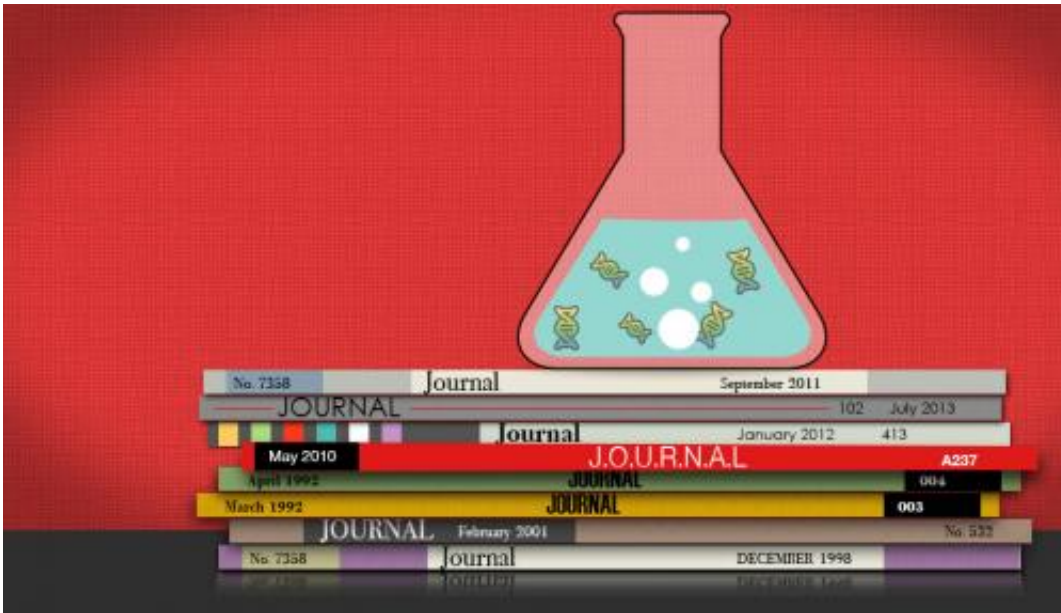 No. 7358 Journal September 2011
JOURNAL 102 July 2013
Journal January 2012 413
May 2010 J.O.U.R.N.A.L A237
April 1992 JOURNAL 004
March 1992 JOURNAL 003
JOURNAL February 2001 No. 532
No. 7358 Journal DECEMBER 1998